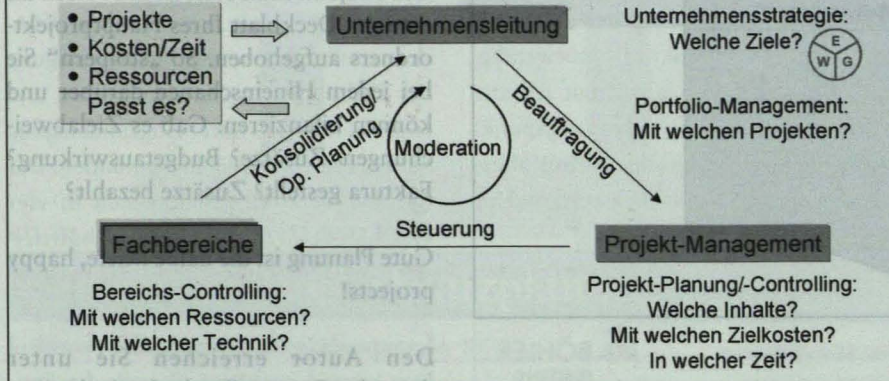 • Projekte
• Kosten/Zeit
• Ressourcen
Passt es?
Unternehmensleitung
Unternehmensstrategie:
Welche Ziele?
E
W G
Portfolio-Management:
Mit welchen Projekten?
Konsolidierung/
Op. Planung
Moderation
Beauftragung
Steuerung
Fachbereiche
Projekt-Management
Bereichs-Controlling:
Mit welchen Ressourcen?
Mit welcher Technik?
Projekt-Planung/-Controlling:
Welche Inhalte?
Mit welchen Zielkosten?
In welcher Zeit?